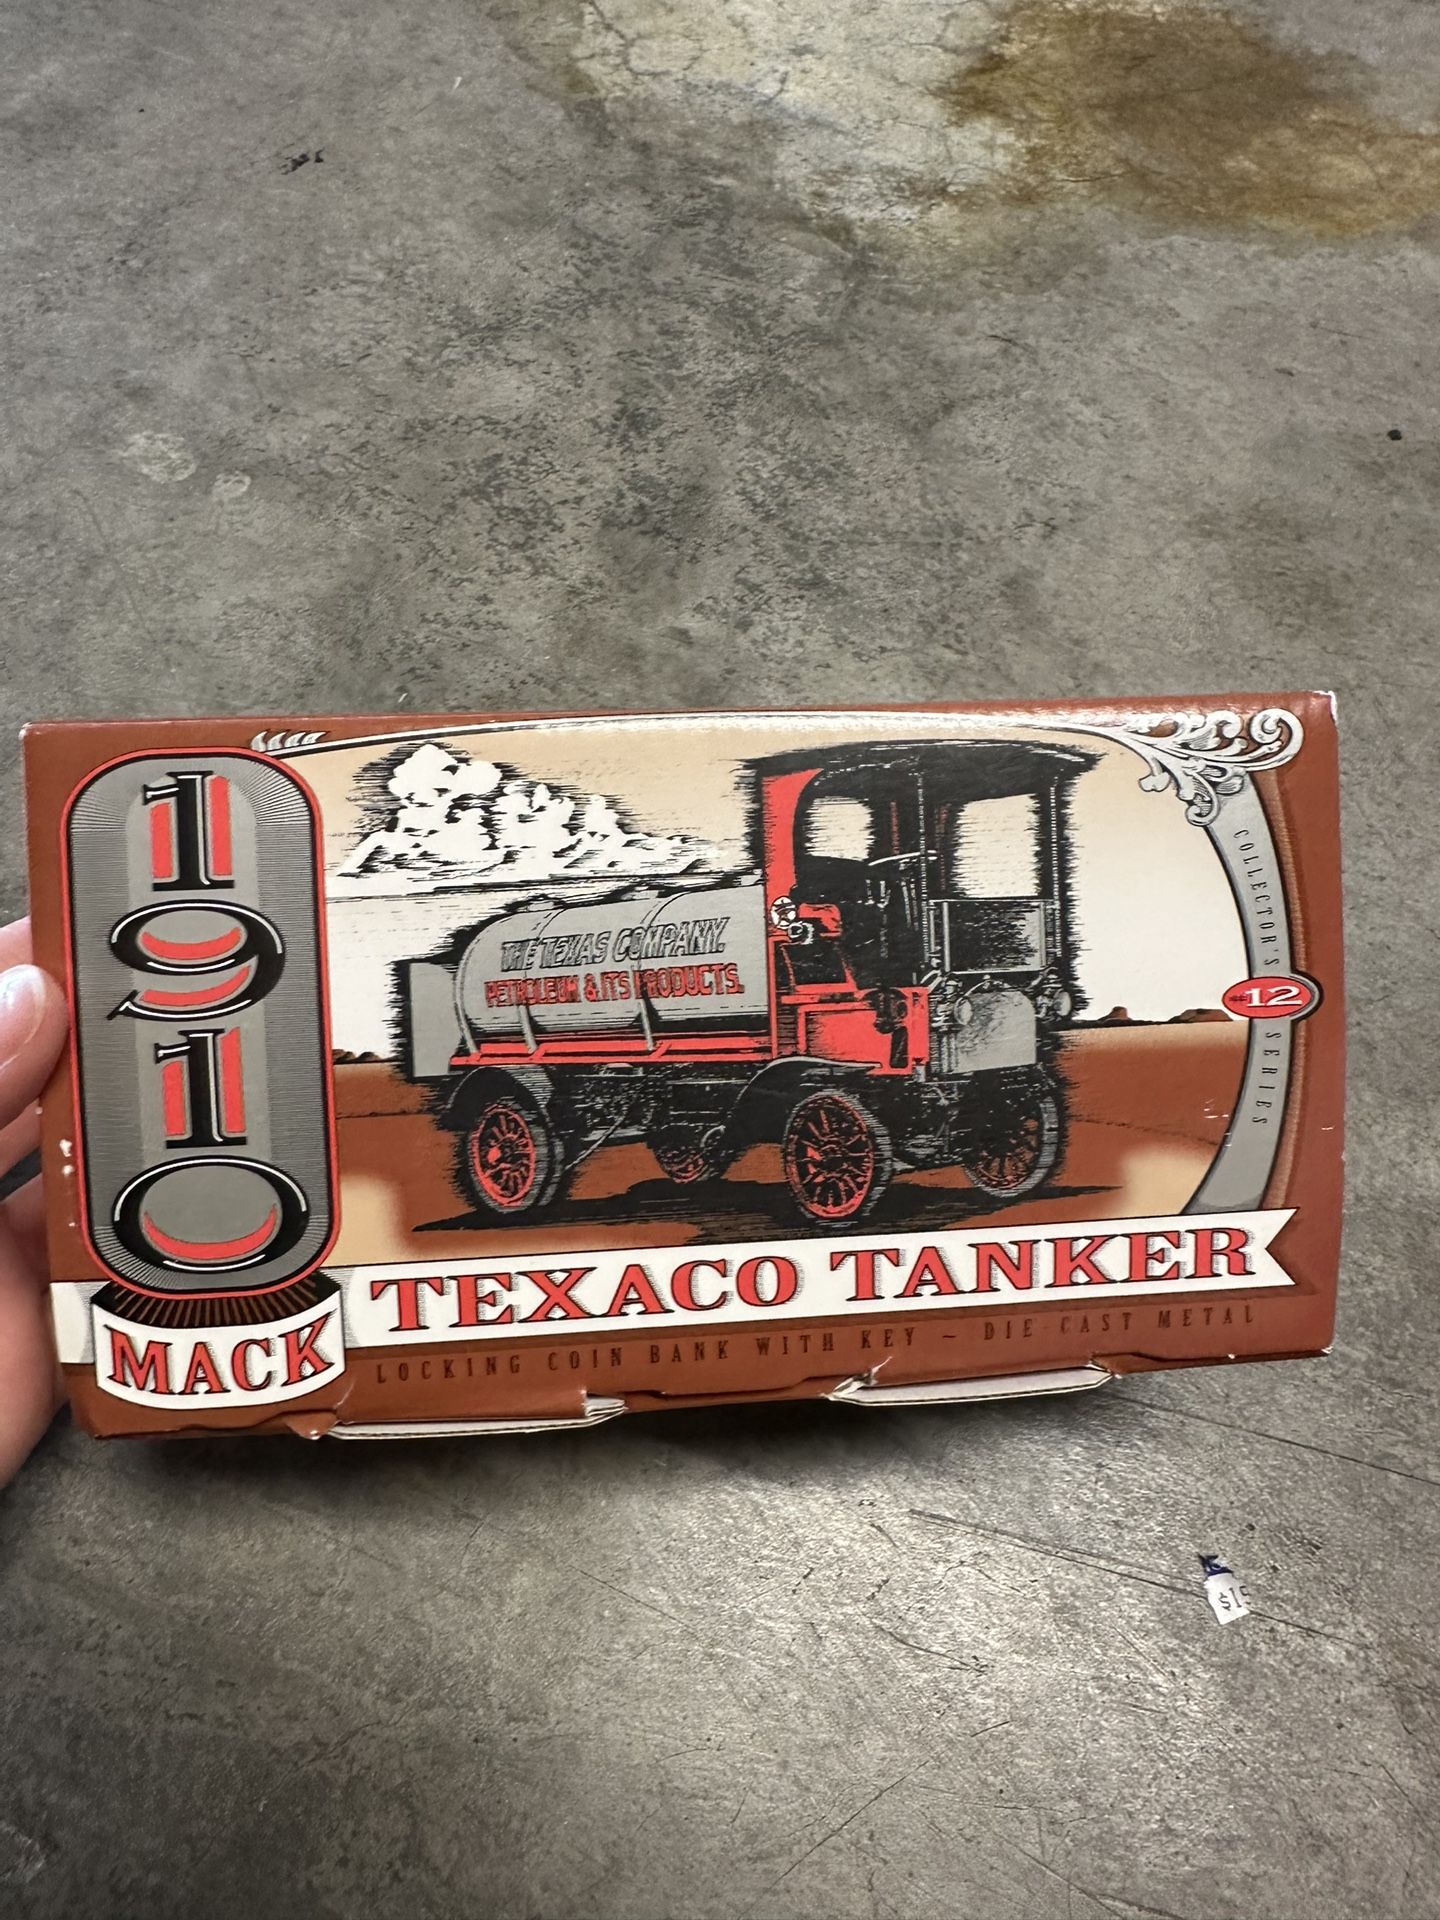 1910
MACK
THE TEXAS COMPANY.
PETROLEUM & ITS PRODUCTS.
COLLECTOR'S
#12
SERIES
TEXACO TANKER
LOCKING COIN BANK WITH KEY ~ DIE CAST METAL